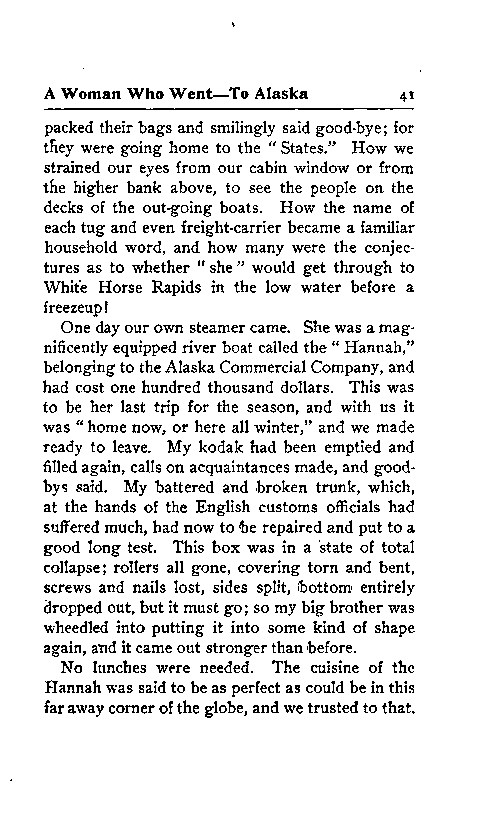 A Woman Who Went—To Alaska 41
packed their bags and smilingly said good-bye; for
they were going home to the " States." How we
strained our eyes from our cabin window or from
the higher bank above, to see the people on the
decks of the out-going boats. How the name of
each tug and even freight-carrier became a familiar
household word, and how many were the conjec-
tures as to whether " she " would get through to
White Horse Rapids in the low water before a
freezeup!
One day our own steamer came. She was a mag-
nificently equipped river boat called the " Hannah,"
belonging to the Alaska Commercial Company, and
had cost one hundred thousand dollars. This was
to be her last trip for the season, and with us it
was " home now, or here all winter," and we made
ready to leave. My kodak had been emptied and
filled again, calls on acquaintances made, and good-
bys said. My battered and broken trunk, which,
at the hands of the English customs officials had
suffered much, had now to be repaired and put to a
good long test. This box was in a state of total
collapse; rollers all gone, covering torn and bent,
screws and nails lost, sides split, bottom entirely
dropped out, but it must go; so my big brother was
wheedled into putting it into some kind of shape
again, and it came out stronger than before.
No lunches were needed. The cuisine of the
Hannah was said to be as perfect as could be in this
far away corner of the globe, and we trusted to that.